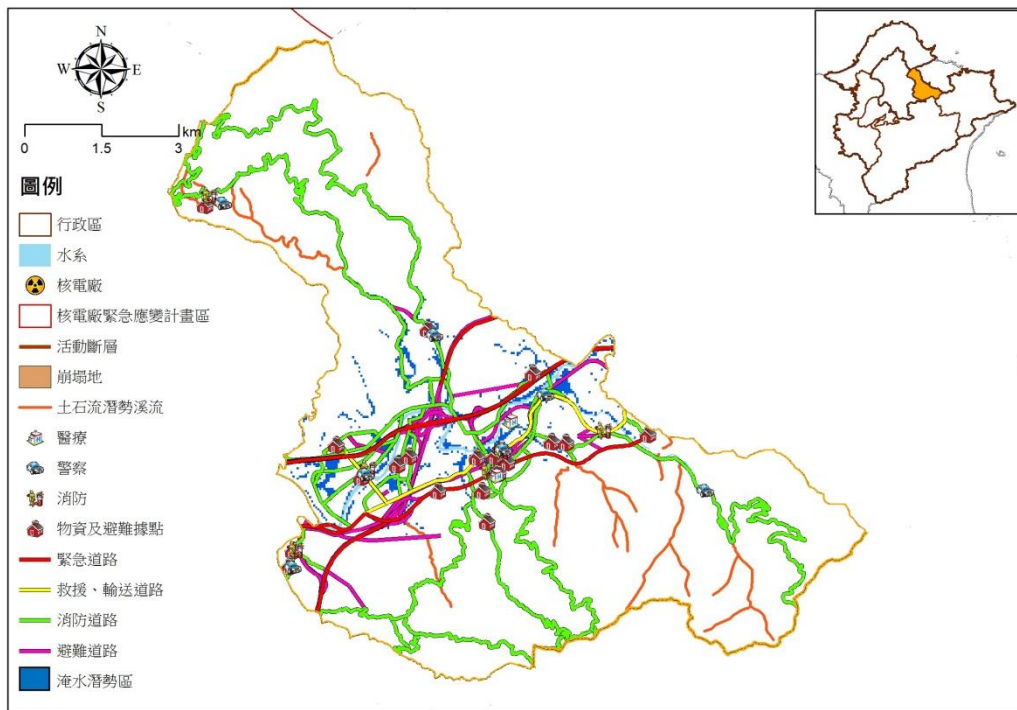 N
W E
S
km
0 1.5 3
圖例
行政區
水系
核電廠
核電廠緊急應變計畫區
活動斷層
崩塌地
土石流潛勢溪流
醫療
警察
消防
物資及避難據點
緊急道路
救援、輸送道路
消防道路
避難道路
淹水潛勢區